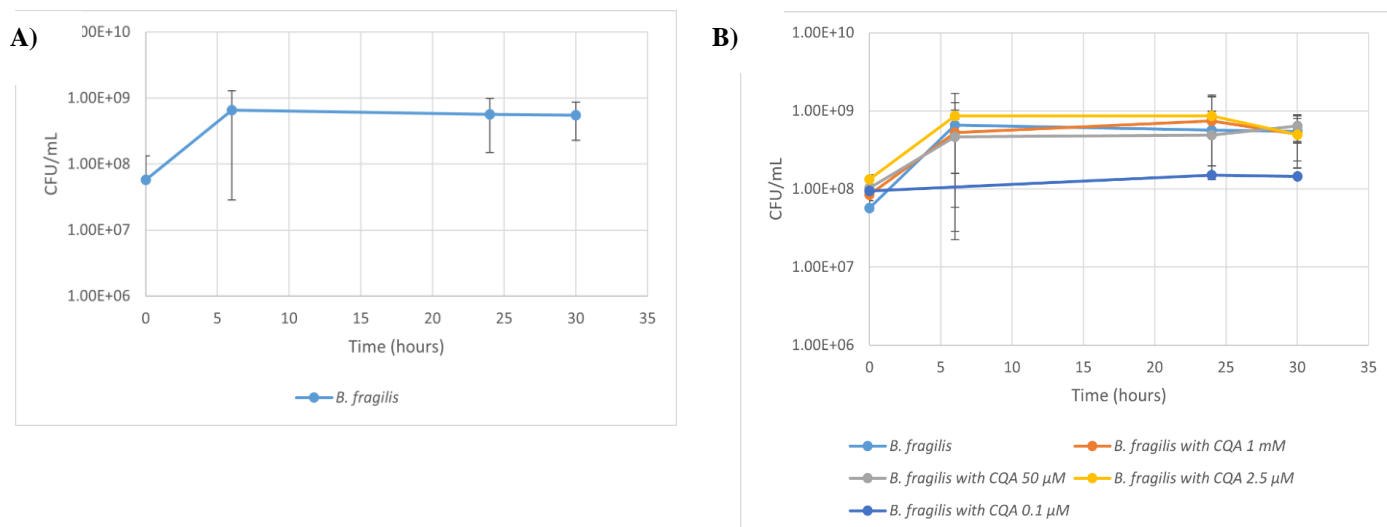 A)
00E+10
1.00E+09
1.00E+08
1.00E+07
1.00E+06
CFU/mL
0 5 10 15 20 25 30 35
Time (hours)
B. fragilis
B)
1.00E+10
1.00E+09
1.00E+08
1.00E+07
1.00E+06
CFU/mL
0 5 10 15 20 25 30 35
Time (hours)
B. fragilis B. fragilis with CQA 1 mM
B. fragilis with CQA 50 µM B. fragilis with CQA 2.5 µM
B. fragilis with CQA 0.1 µM